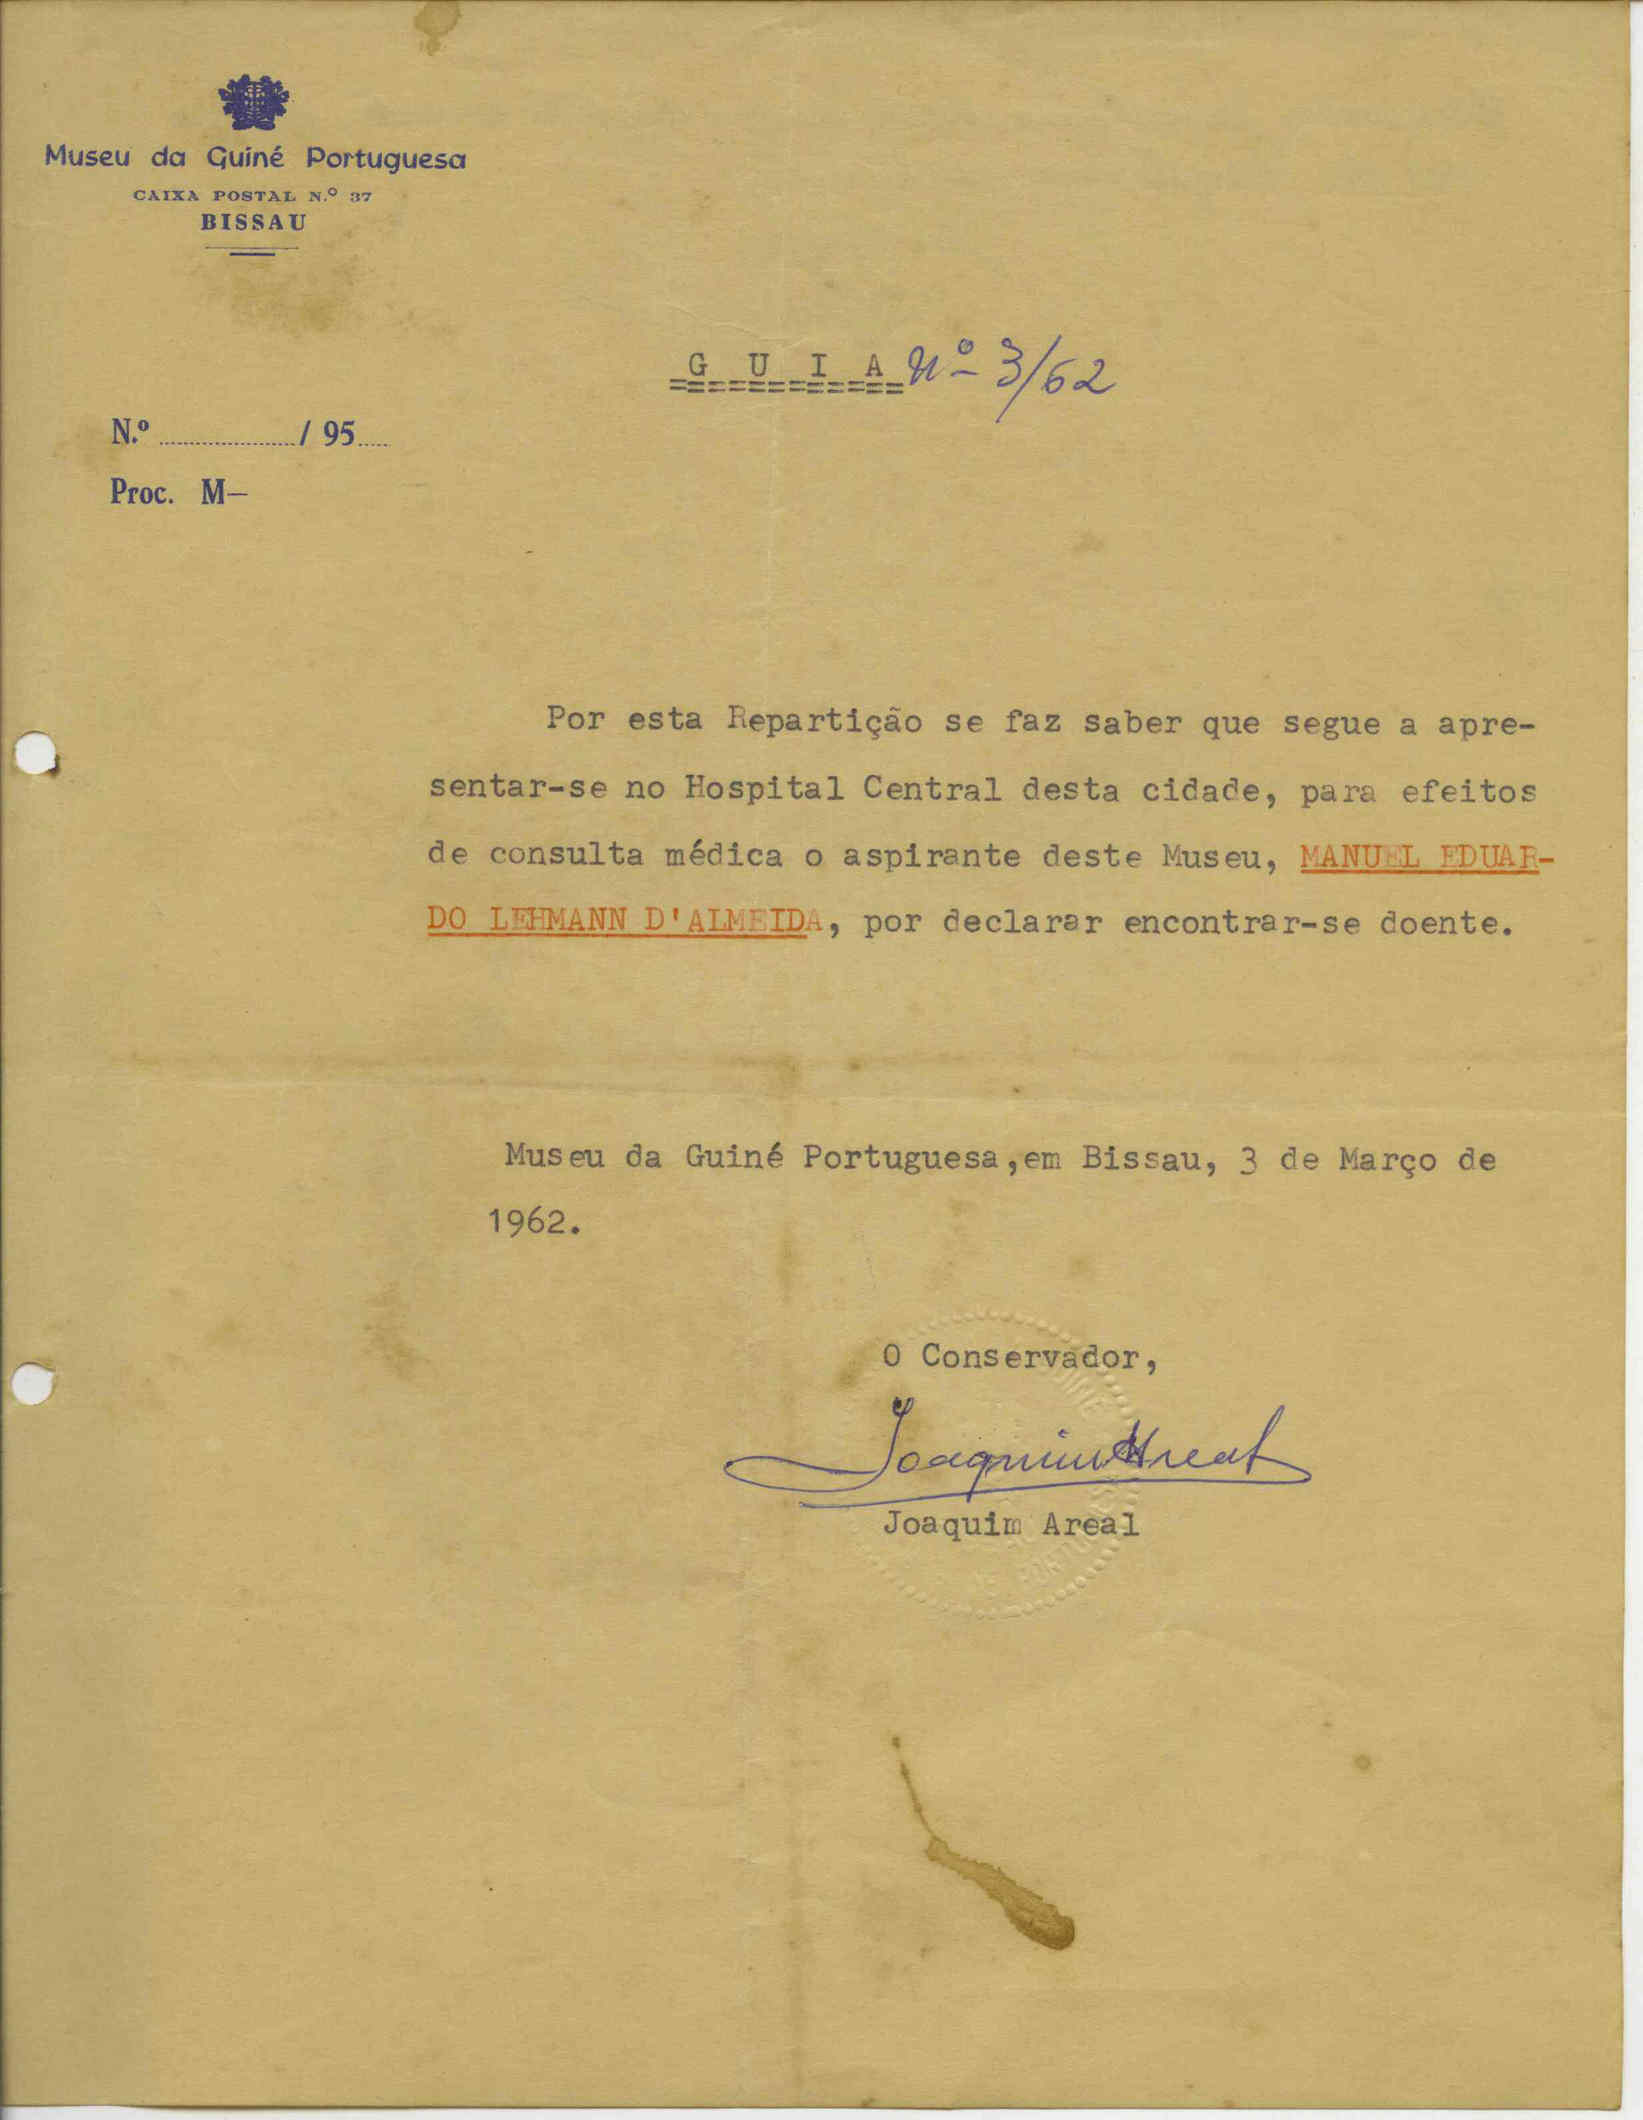 Museu da Guiné Portuguesa
CAIXA POSTAL N.º 37
BISSAU
G U I A Nº 3/62
N.º ........ / 95....
Proc. M—
Por esta Repartição se faz saber que segue a apre-
sentar-se no Hospital Central desta cidade, para efeitos
de consulta médica o aspirante deste Museu, MANUEL EDUAR-
DO LEHMANN D'ALMEIDA, por declarar encontrar-se doente.
Museu da Guiné Portuguesa,em Bissau, 3 de Março de
1962.
O Conservador,
Joaquim Areal
Joaquim Areal